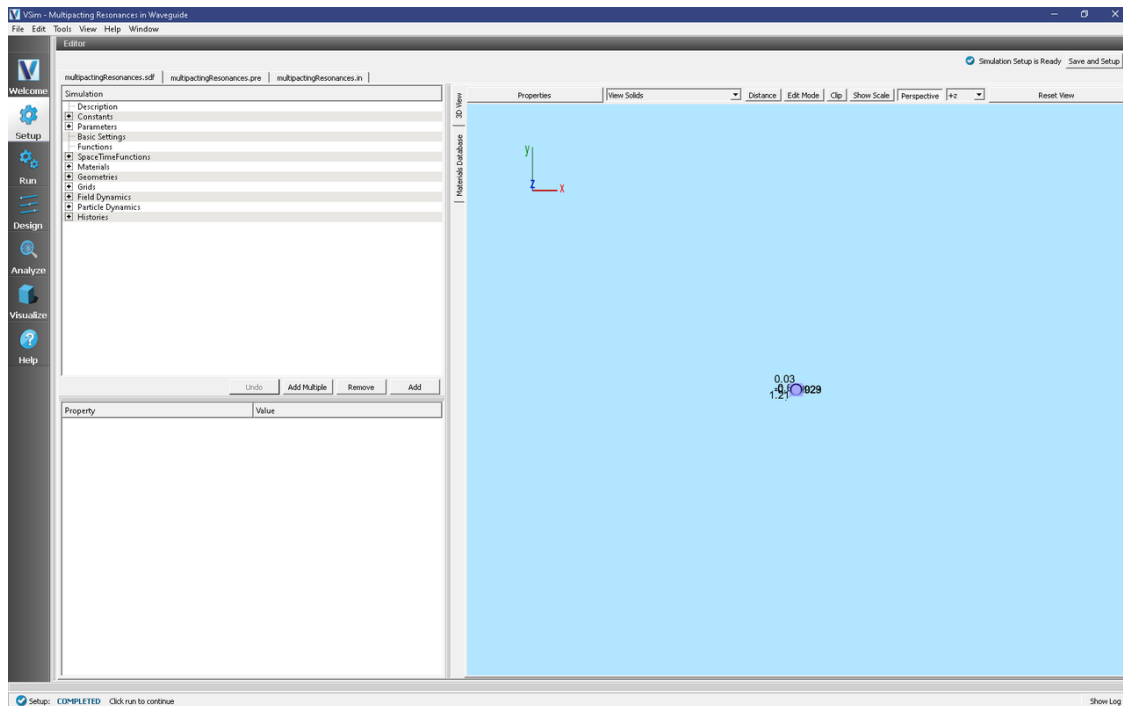 VSim - Multipacting Resonances in Waveguide
File Edit Tools View Help Window
Editor
Simulation Setup is Ready Save and Setup
multipactingResonances.sdf multipactingResonances.pre multipactingResonances.in
Welcome
Setup
Run
Design
Analyze
Visualize
Help
Simulation
Description
Constants
Parameters
Basic Settings
Functions
SpaceTimeFunctions
Materials
Geometries
Grids
Field Dynamics
Particle Dynamics
Histories
Undo Add Multiple Remove Add
Property Value
3D View
Materials Database
Properties View Solids Distance Edit Mode Clip Show Scale Perspective +z Reset View
y
z x
0.03
1.21
Setup: COMPLETED Click run to continue
Show Log